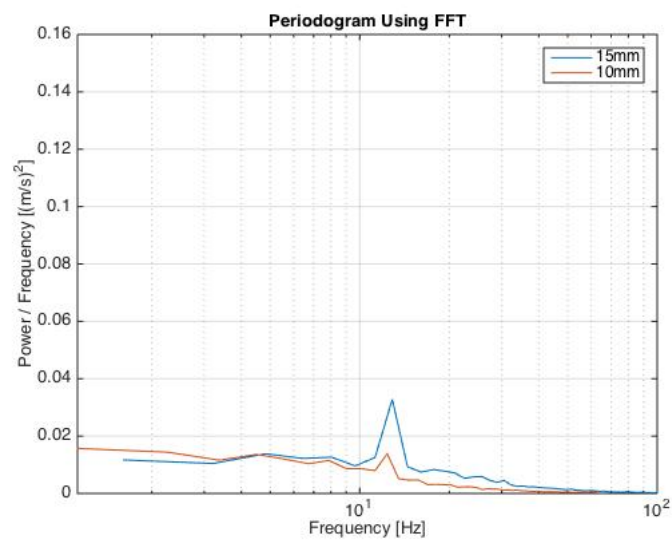 Periodogram Using FFT
15mm
10mm
Power / Frequency [(m/s)²]
0.16
0.14
0.12
0.1
0.08
0.06
0.04
0.02
0
10¹
10²
Frequency [Hz]